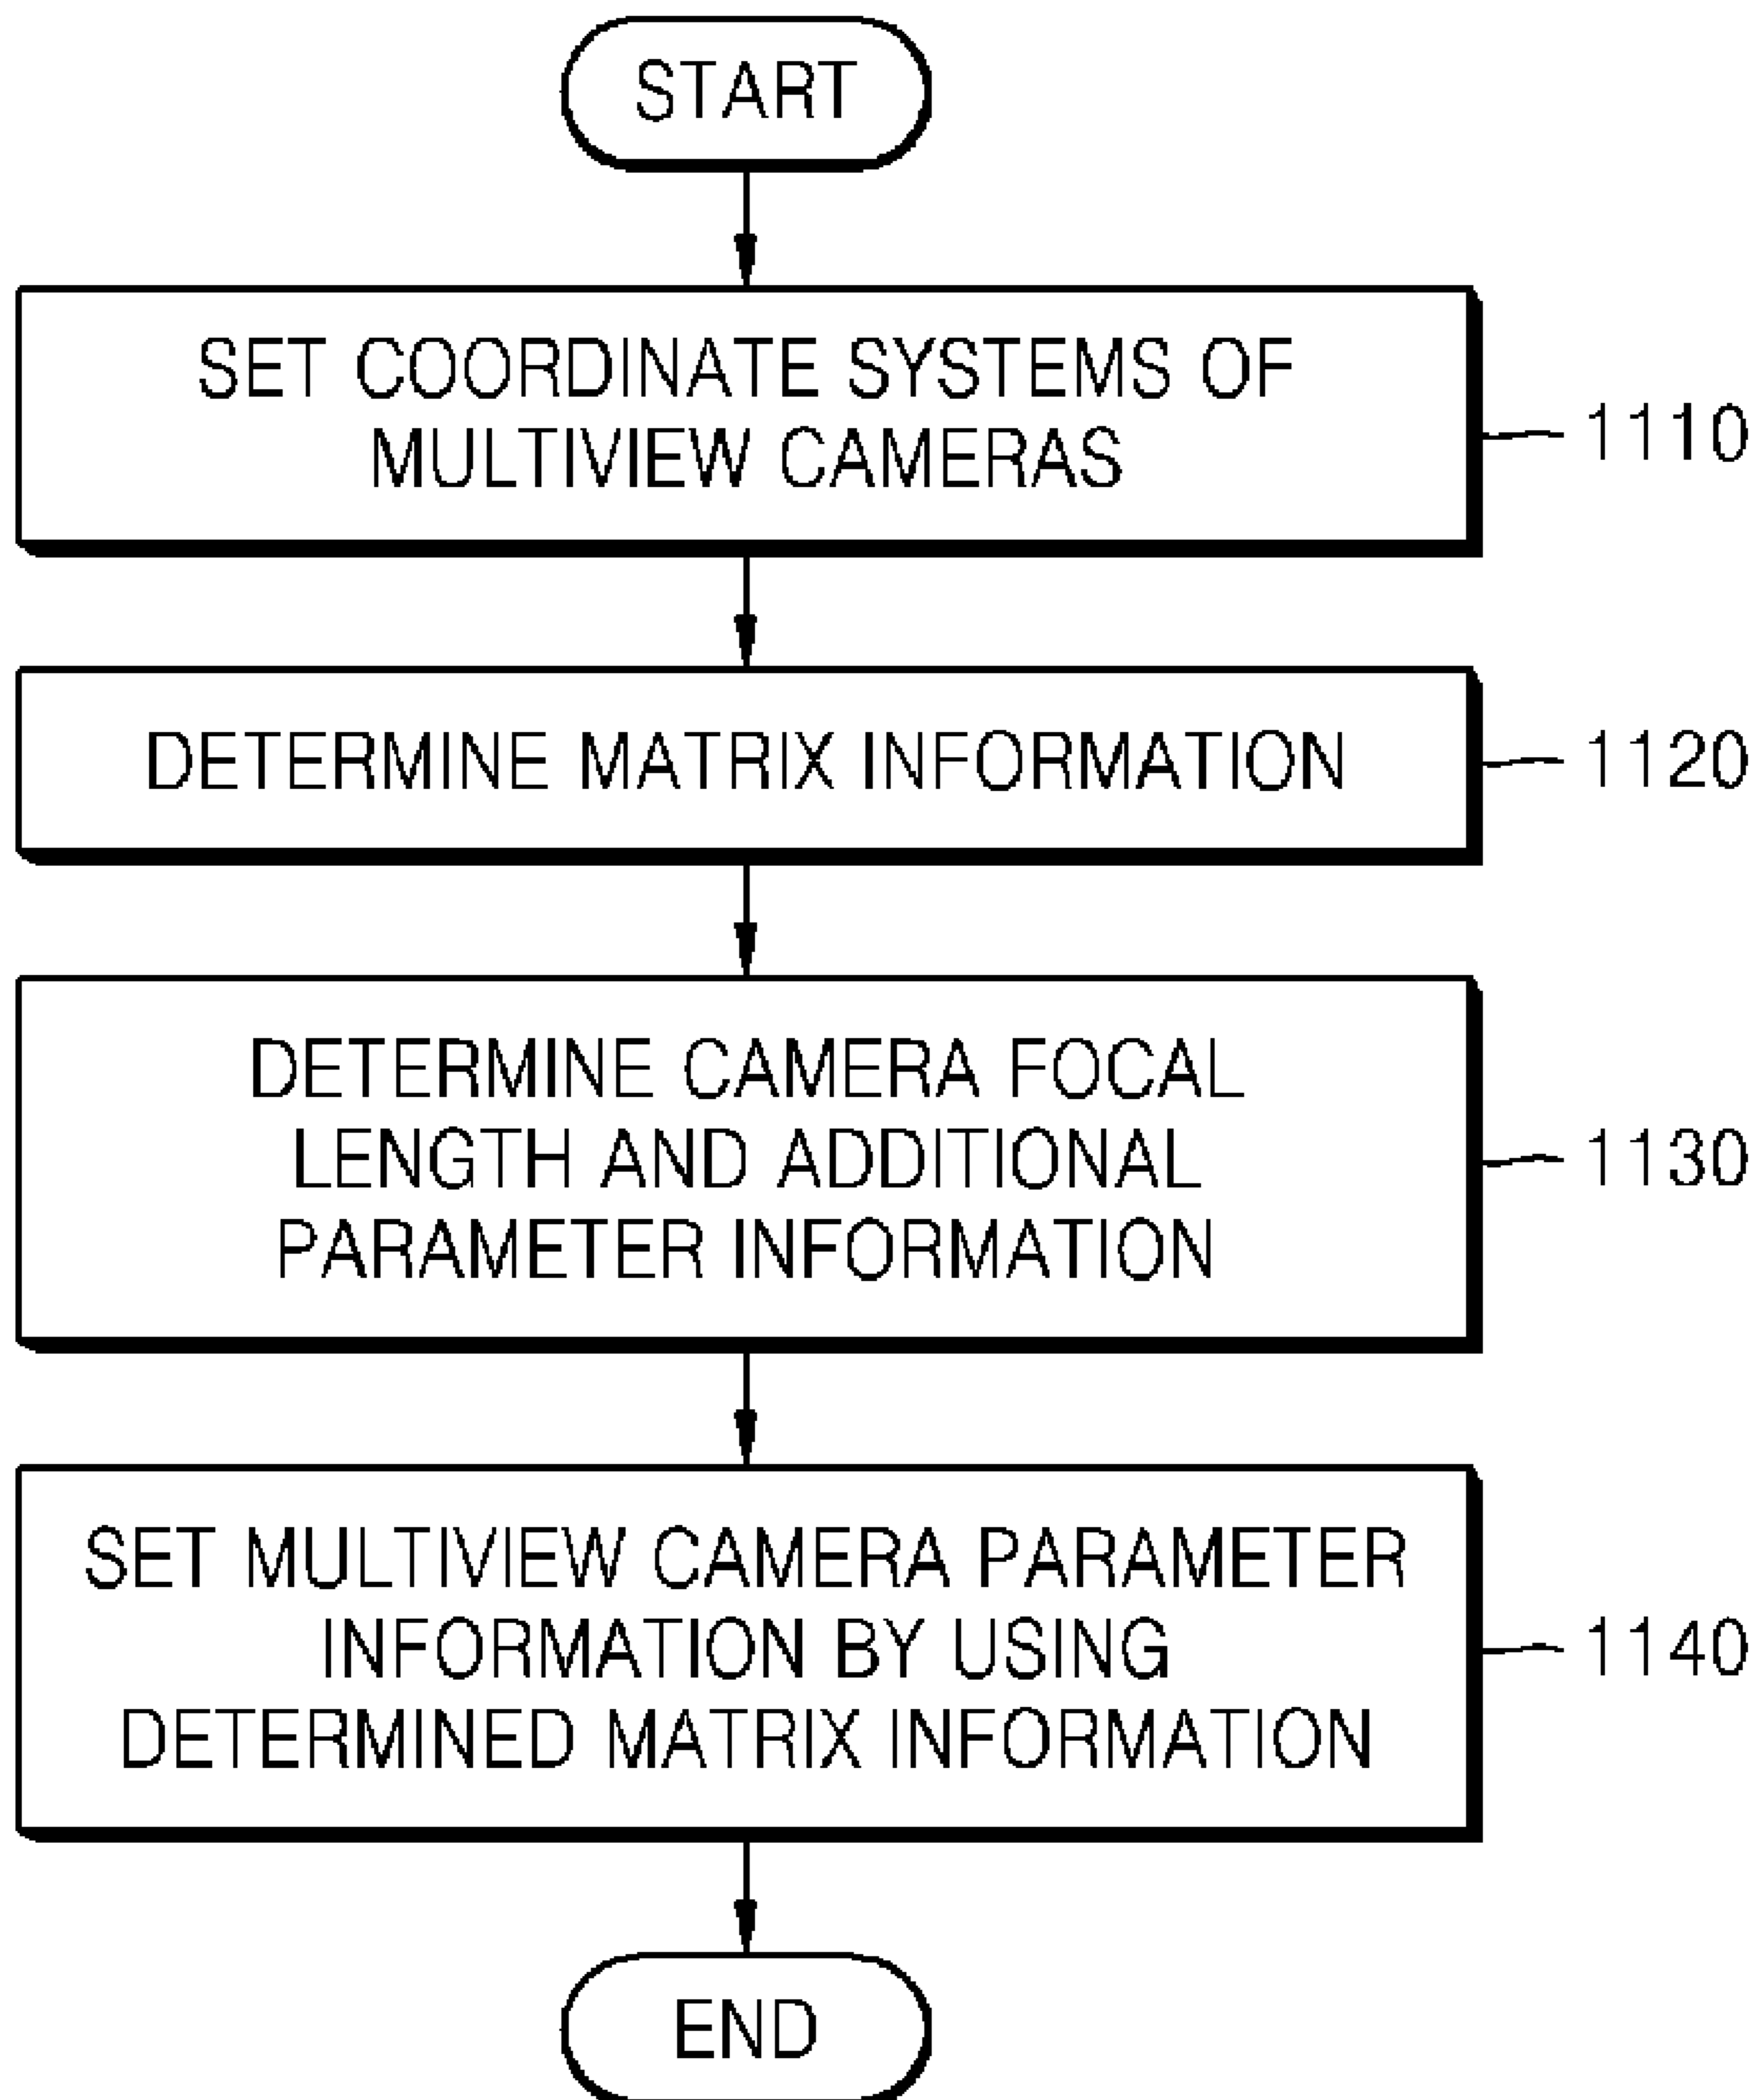 START
SET COORDINATE SYSTEMS OF
MULTIVIEW CAMERAS
1110
DETERMINE MATRIX INFORMATION
1120
DETERMINE CAMERA FOCAL
LENGTH AND ADDITIONAL
PARAMETER INFORMATION
1130
SET MULTIVIEW CAMERA PARAMETER
INFORMATION BY USING
DETERMINED MATRIX INFORMATION
1140
END